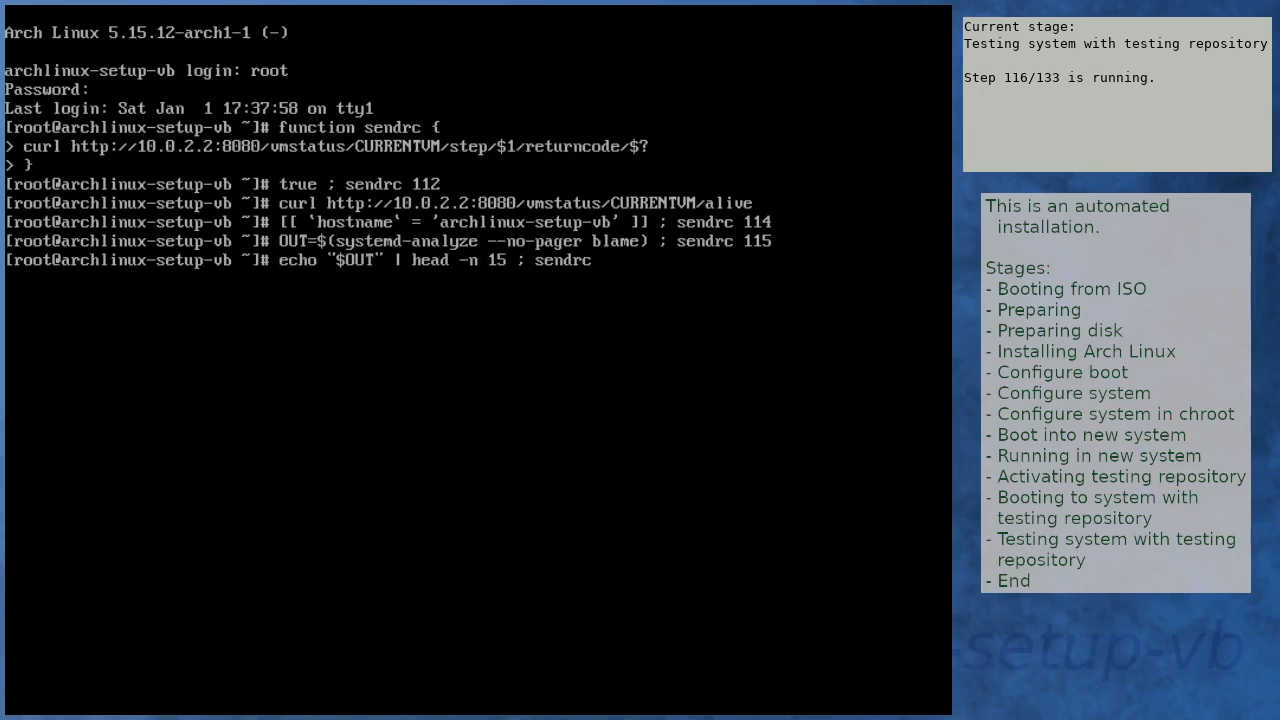 Arch Linux 5.15.12-arch1-1 (-)
archlinux-setup-vb login: root
Password:
Last login: Sat Jan  1 17:37:58 on tty1
[root@archlinux-setup-vb ~]# function sendrc {
> curl http://10.0.2.2:8080/vmstatus/CURRENTVM/step/$1/returncode/$?
> }
[root@archlinux-setup-vb ~]# true ; sendrc 112
[root@archlinux-setup-vb ~]# curl http://10.0.2.2:8080/vmstatus/CURRENTVM/alive
[root@archlinux-setup-vb ~]# [[ `hostname` = 'archlinux-setup-vb' ]] ; sendrc 114
[root@archlinux-setup-vb ~]# OUT=$(systemd-analyze --no-pager blame) ; sendrc 115
[root@archlinux-setup-vb ~]# echo "$OUT" | head -n 15 ; sendrc
Current stage:
Testing system with testing repository
Step 116/133 is running.
This is an automated
installation.
Stages:
- Booting from ISO
- Preparing
- Preparing disk
- Installing Arch Linux
- Configure boot
- Configure system
- Configure system in chroot
- Boot into new system
- Running in new system
- Activating testing repository
- Booting to system with
testing repository
- Testing system with testing
repository
- End
-setup-vb